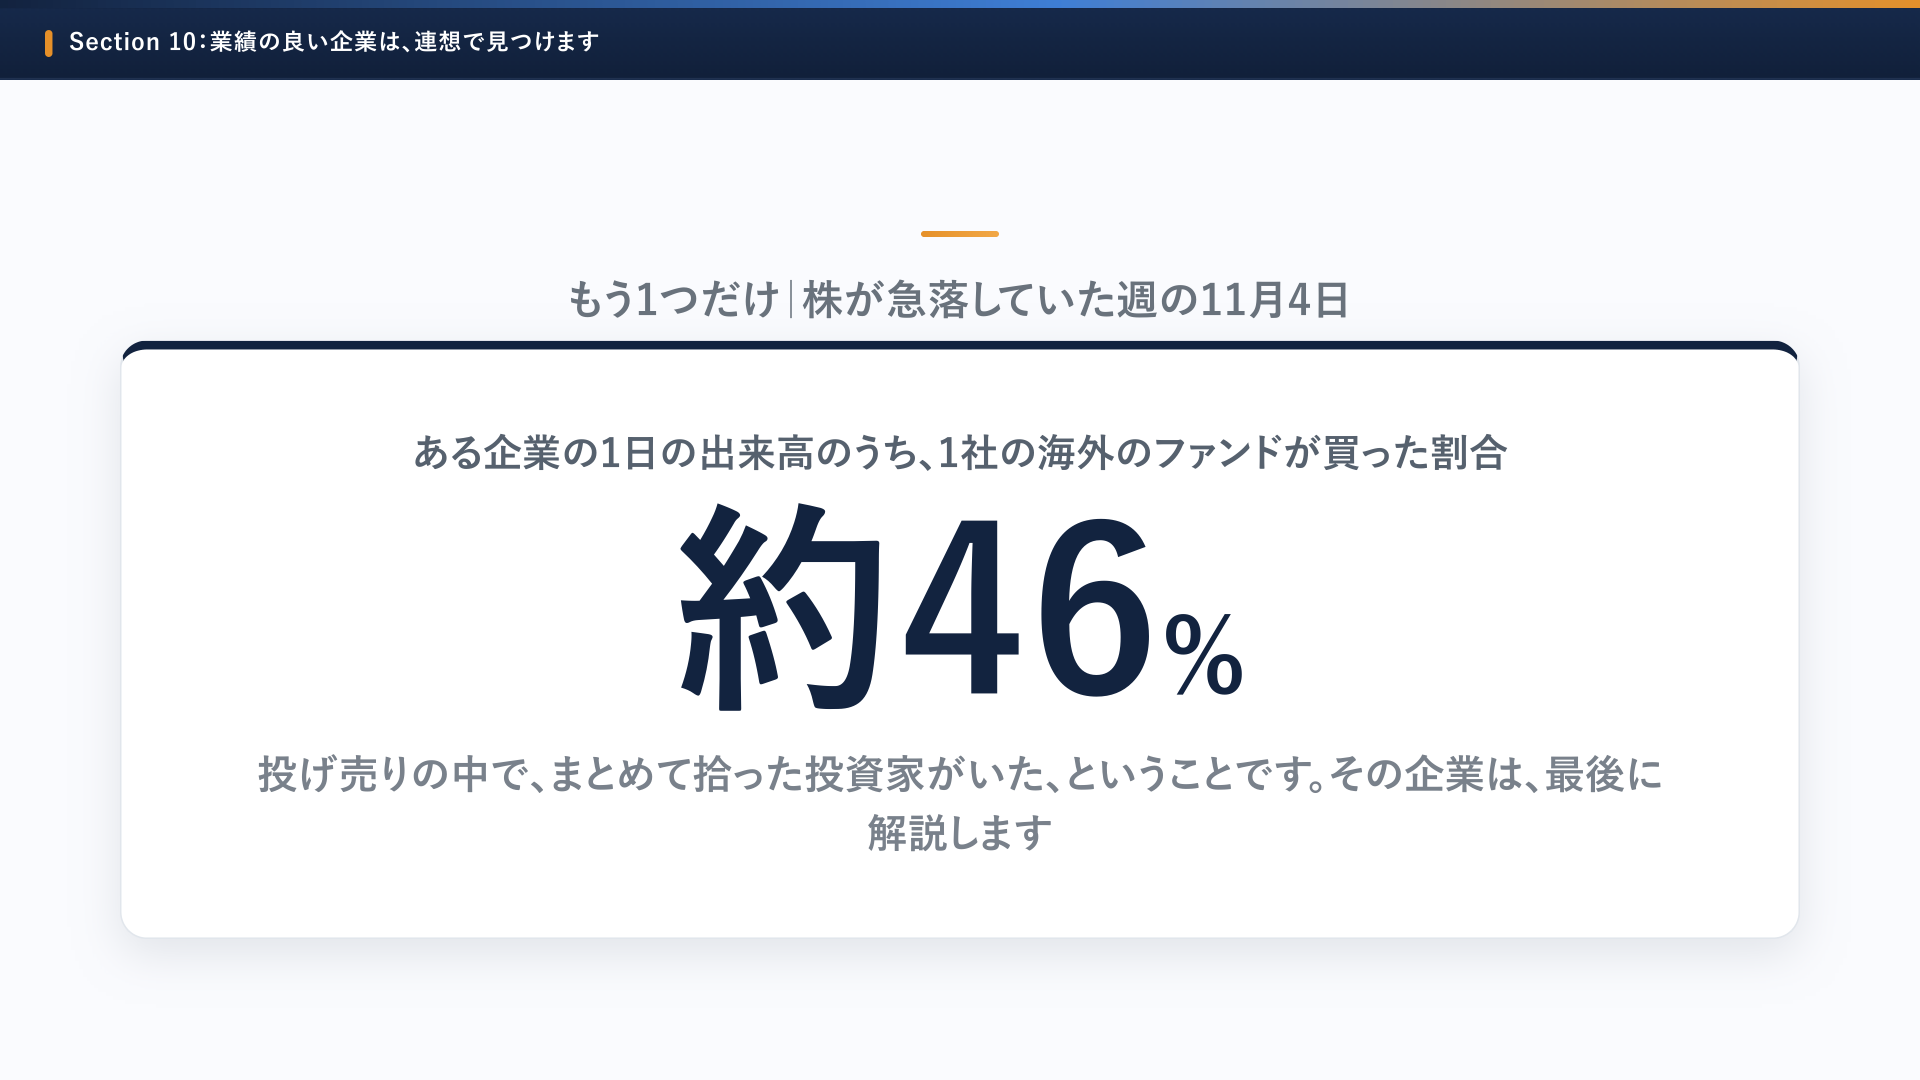 Section 10：業績の良い企業は、連想で見つけます
もう1つだけ｜株が急落していた週の11月4日
ある企業の1日の出来高のうち、1社の海外のファンドが買った割合
約46%
投げ売りの中で、まとめて拾った投資家がいた、ということです。その企業は、最後に
解説します